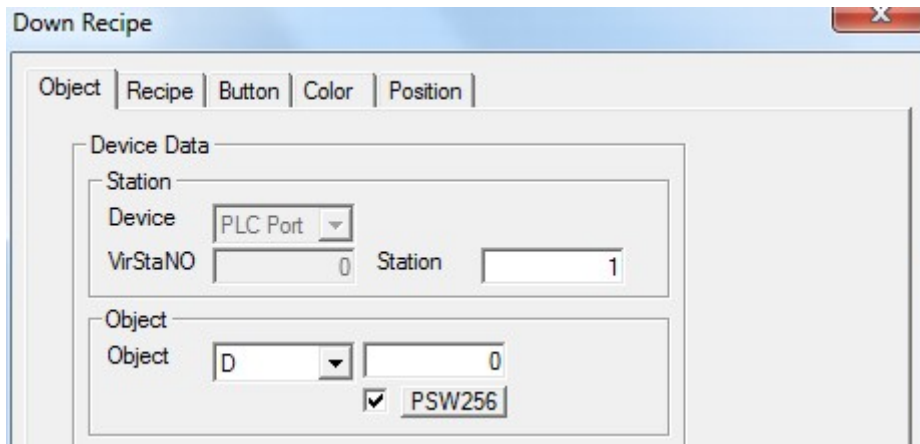 Down Recipe
Object Recipe Button Color Position
Device Data
Station
Device PLC Port
VirStaNO 0 Station 1
Object
Object D 0
PSW256